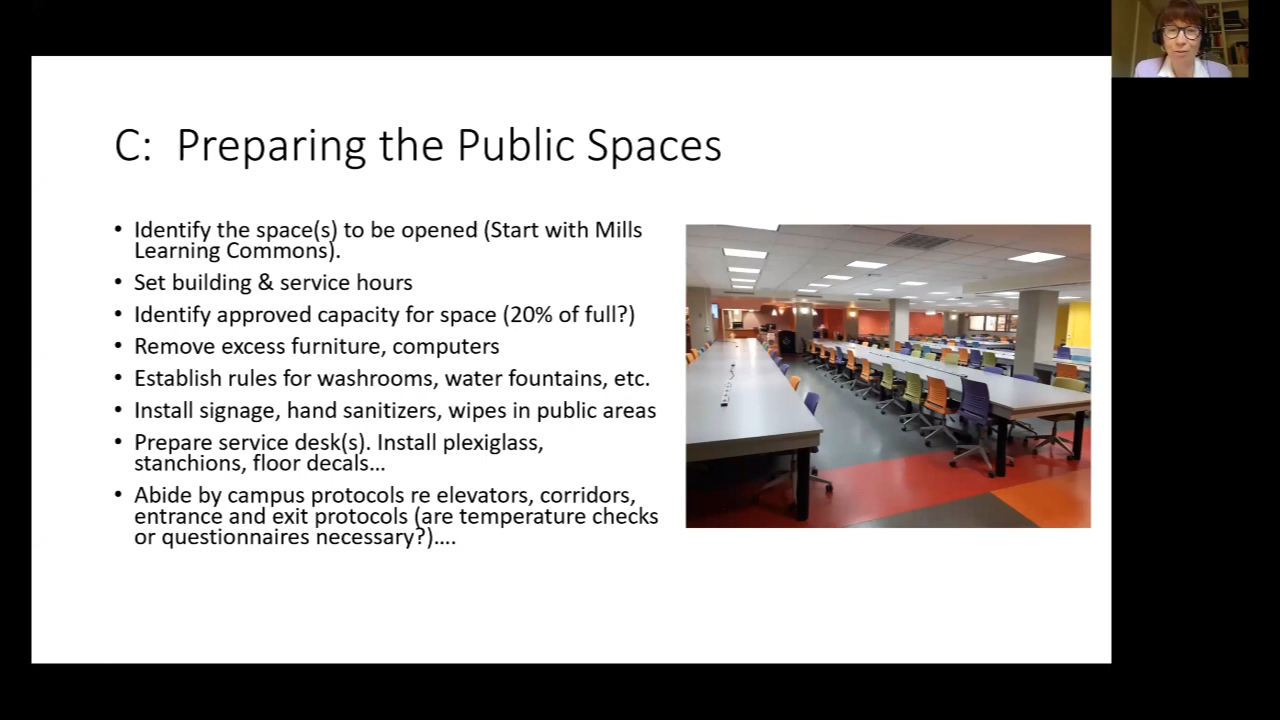 C: Preparing the Public Spaces
• Identify the space(s) to be opened (Start with Mills
Learning Commons).
• Set building & service hours
• Identify approved capacity for space (20% of full?)
• Remove excess furniture, computers
• Establish rules for washrooms, water fountains, etc.
• Install signage, hand sanitizers, wipes in public areas
• Prepare service desk(s). Install plexiglass,
stanchions, floor decals...
• Abide by campus protocols re elevators, corridors,
entrance and exit protocols (are temperature checks
or questionnaires necessary?)....